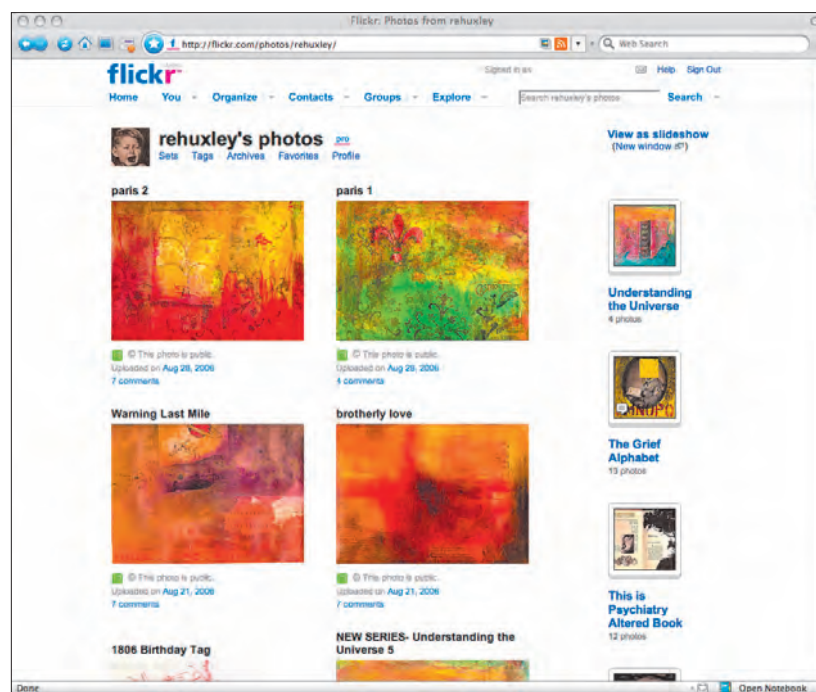 Flickr: Photos from rehuxley
http://flickr.com/photos/rehuxley/
Web Search
flickr
Signed in as
Help Sign Out
Home You Organize Contacts Groups Explore Search rehuxley's photos Search
rehuxley's photos pro
Sets Tags Archives Favorites Profile
View as slideshow
(New window)
paris 2
© This photo is public.
Uploaded on Aug 28, 2006
7 comments
paris 1
© This photo is public.
Uploaded on Aug 28, 2006
4 comments
Warning Last Mile
© This photo is public.
Uploaded on Aug 21, 2006
7 comments
brotherly love
© This photo is public.
Uploaded on Aug 21, 2006
7 comments
1806 Birthday Tag
NEW SERIES- Understanding the
Universe 5
Understanding
the Universe
4 photos
The Grief
Alphabet
13 photos
This is
Psychiatry
Altered Book
12 photos
Done
Open Notebook